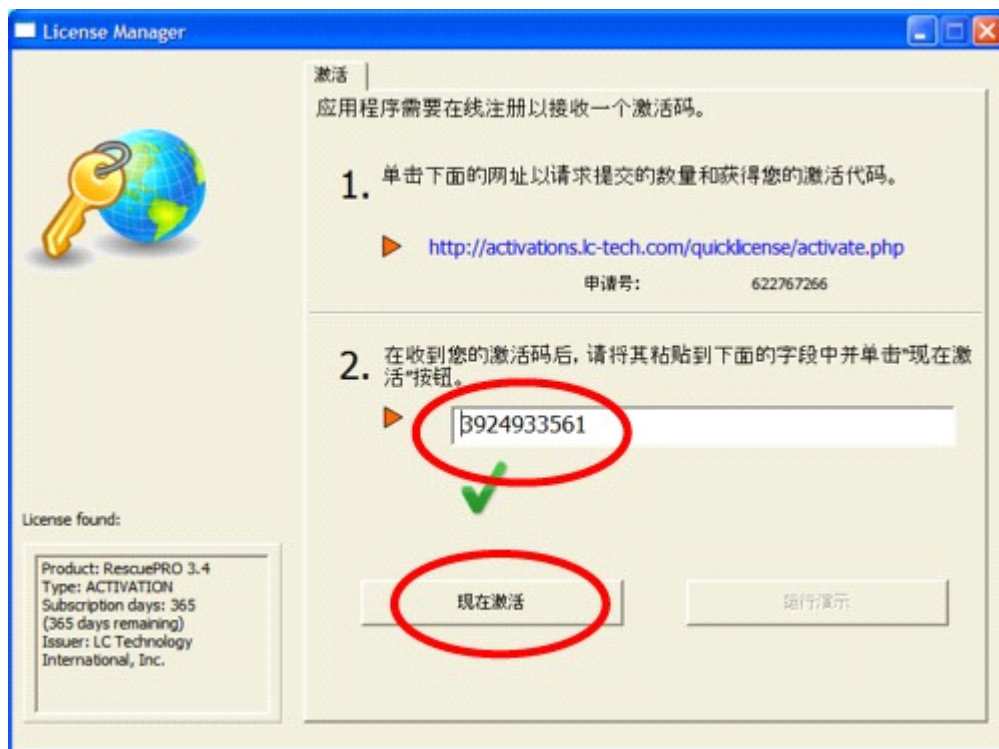 License Manager
激活
应用程序需要在线注册以接收一个激活码。
1. 单击下面的网址以请求提交的数量和获得您的激活代码。
http://activations.lc-tech.com/quicklicense/activate.php
申请号: 622767266
2. 在收到您的激活码后, 请将其粘贴到下面的字段中并单击"现在激
活"按钮。
3924933561
License found:
Product: RescuePRO 3.4
Type: ACTIVATION
Subscription days: 365
(365 days remaining)
Issuer: LC Technology
International, Inc.
现在激活
运行演示